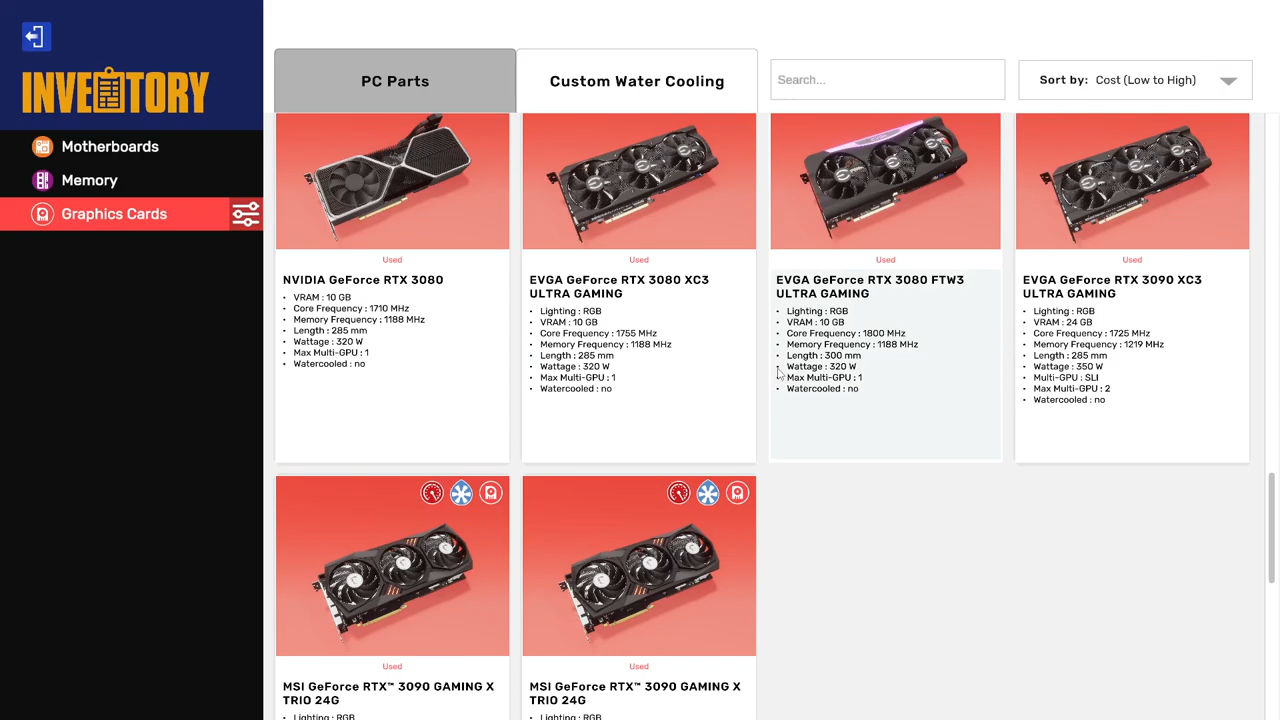 INVENTORY
Motherboards
Memory
Graphics Cards
PC Parts
Custom Water Cooling
Search...
Sort by: Cost (Low to High)
Used
NVIDIA GeForce RTX 3080
• VRAM : 10 GB
• Core Frequency : 1710 MHz
• Memory Frequency : 1188 MHz
• Length : 285 mm
• Wattage : 320 W
• Max Multi-GPU : 1
• Watercooled : no
Used
EVGA GeForce RTX 3080 XC3
ULTRA GAMING
• Lighting : RGB
• VRAM : 10 GB
• Core Frequency : 1755 MHz
• Memory Frequency : 1188 MHz
• Length : 285 mm
• Wattage : 320 W
• Max Multi-GPU : 1
• Watercooled : no
Used
EVGA GeForce RTX 3080 FTW3
ULTRA GAMING
• Lighting : RGB
• VRAM : 10 GB
• Core Frequency : 1800 MHz
• Memory Frequency : 1188 MHz
• Length : 300 mm
• Wattage : 320 W
• Max Multi-GPU : 1
• Watercooled : no
Used
EVGA GeForce RTX 3090 XC3
ULTRA GAMING
• Lighting : RGB
• VRAM : 24 GB
• Core Frequency : 1725 MHz
• Memory Frequency : 1219 MHz
• Length : 285 mm
• Wattage : 350 W
• Multi-GPU : SLI
• Max Multi-GPU : 2
• Watercooled : no
Used
MSI GeForce RTX™ 3090 GAMING X
TRIO 24G
• Lighting : RGB
Used
MSI GeForce RTX™ 3090 GAMING X
TRIO 24G
• Lighting : RGB